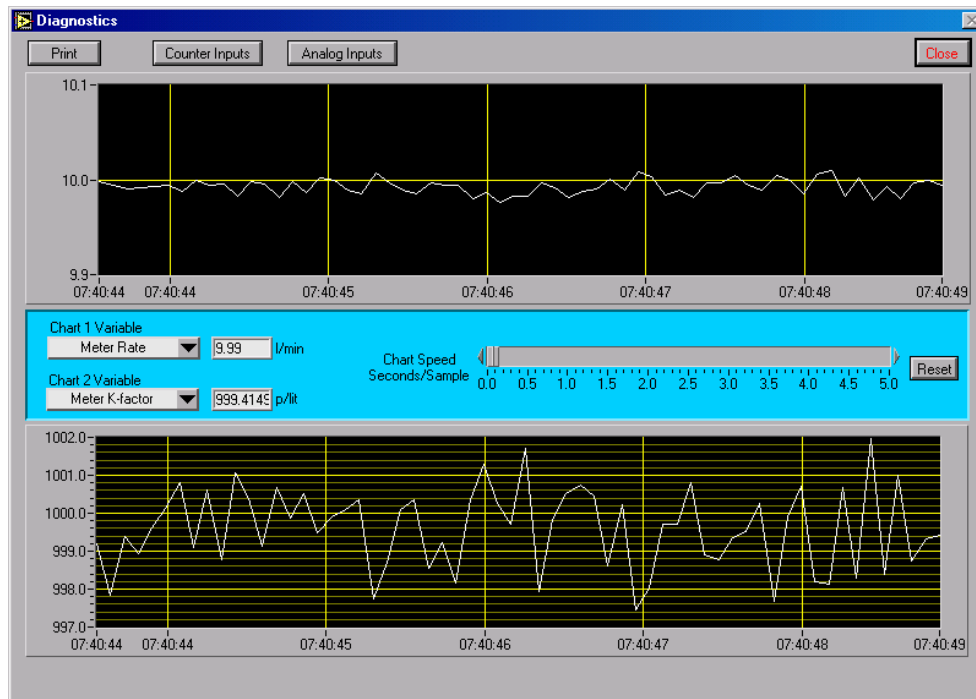 Diagnostics
Print Counter Inputs Analog Inputs Close
10.1
10.0
9.9
07:40:44 07:40:44 07:40:45 07:40:46 07:40:47 07:40:48 07:40:49
Chart 1 Variable
Meter Rate 9.99 l/min
Chart 2 Variable
Meter K-factor 999.4149 p/lit
Chart Speed
Seconds/Sample
0.0 0.5 1.0 1.5 2.0 2.5 3.0 3.5 4.0 4.5 5.0
Reset
1002.0
1001.0
1000.0
999.0
998.0
997.0
07:40:44 07:40:44 07:40:45 07:40:46 07:40:47 07:40:48 07:40:49